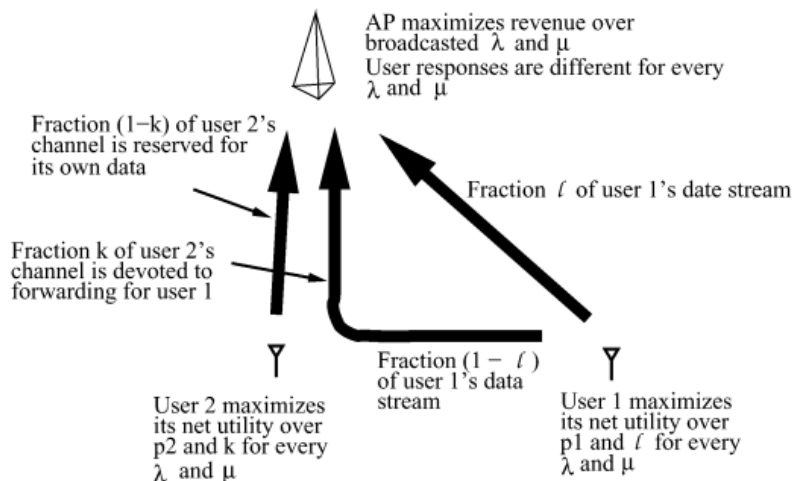 AP maximizes revenue over
broadcasted λ and μ
User responses are different for every
λ and μ
Fraction (1−k) of user 2's
channel is reserved for
its own data
Fraction l of user 1's date stream
Fraction k of user 2's
channel is devoted to
forwarding for user 1
Fraction (1 − l )
of user 1's data
stream
User 2 maximizes
its net utility over
p2 and k for every
λ and μ
User 1 maximizes
its net utility over
p1 and l for every
λ and μ